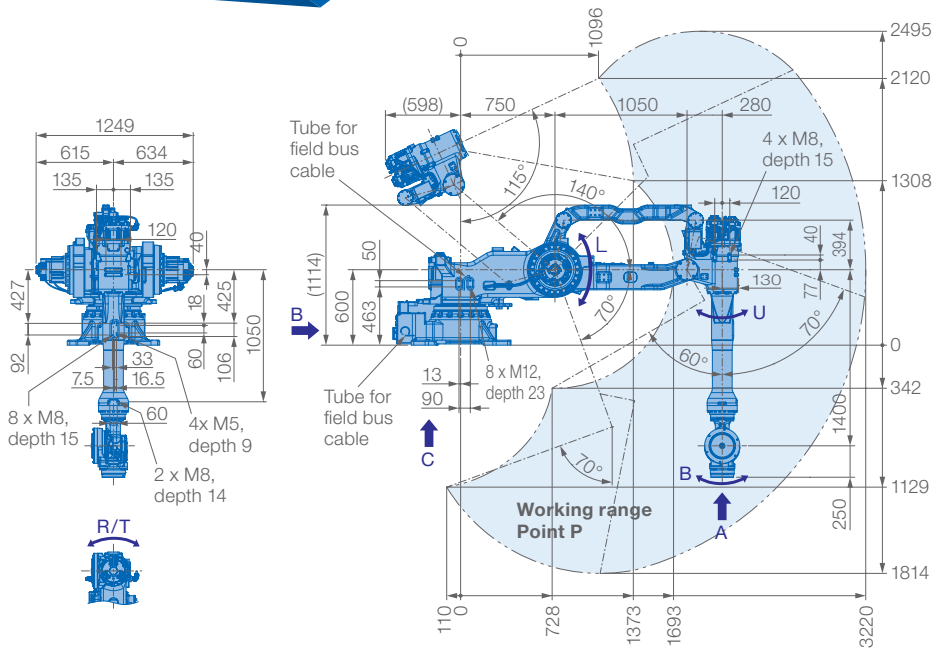 0
1096
2495
2120
(598)
750
1050
280
1249
615
634
135
135
Tube for
field bus
cable
4 x M8,
depth 15
115°
140°
1308
120
120
40
50
L
40
394
427
18
425
(1114)
600
463
130
77
B
70°
U
70°
1050
92
60
106
60°
0
33
7.5
16.5
13
8 x M12,
depth 23
90
342
8 x M8,
depth 15
60
4x M5,
depth 9
Tube for
field bus
cable
C
1400
2 x M8,
depth 14
70°
B
A
250
1129
Working range
Point P
R/T
1814
110
0
728
1373
1693
3220